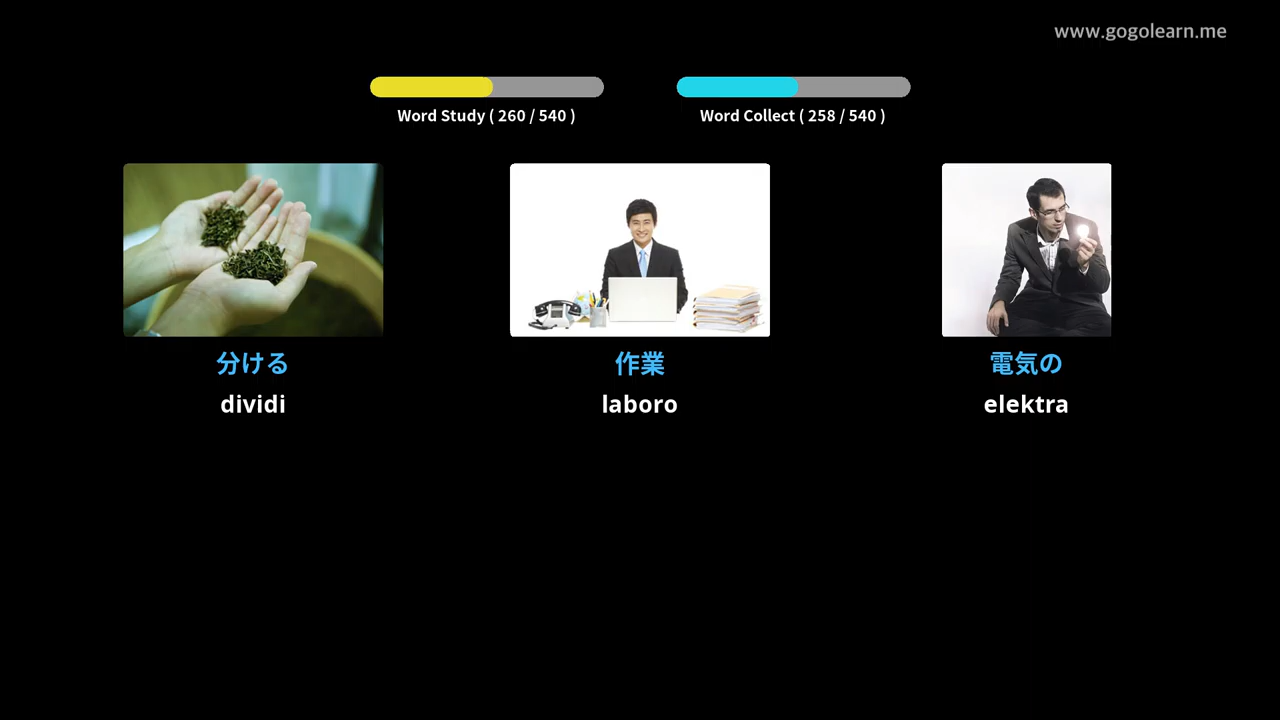 www.gogolearn.me
Word Study ( 260 / 540 )
Word Collect ( 258 / 540 )
分ける
dividi
作業
laboro
電気の
elektra